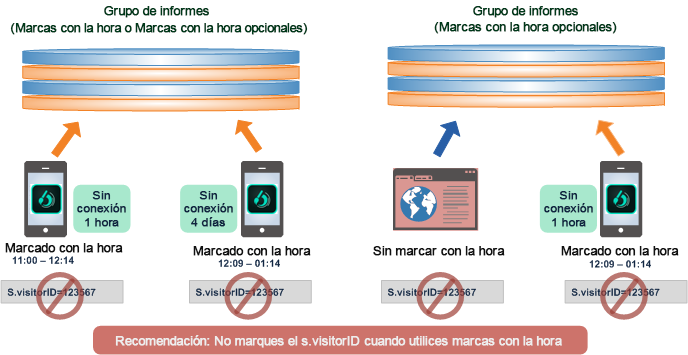 Grupo de informes
(Marcas con la hora o Marcas con la hora opcionales)
Grupo de informes
(Marcas con la hora opcionales)
Sin
conexión
1 hora
Sin
conexión
4 días
Sin
conexión
1 hora
Marcado con la hora
11:00 – 12:14
Marcado con la hora
12:09 – 01:14
Sin marcar con la hora
Marcado con la hora
12:09 – 01:14
S.visitorID=123567
S.visitorID=123567
S.visitorID=123567
S.visitorID=123567
Recomendación: No marques el s.visitorID cuando utilices marcas con la hora